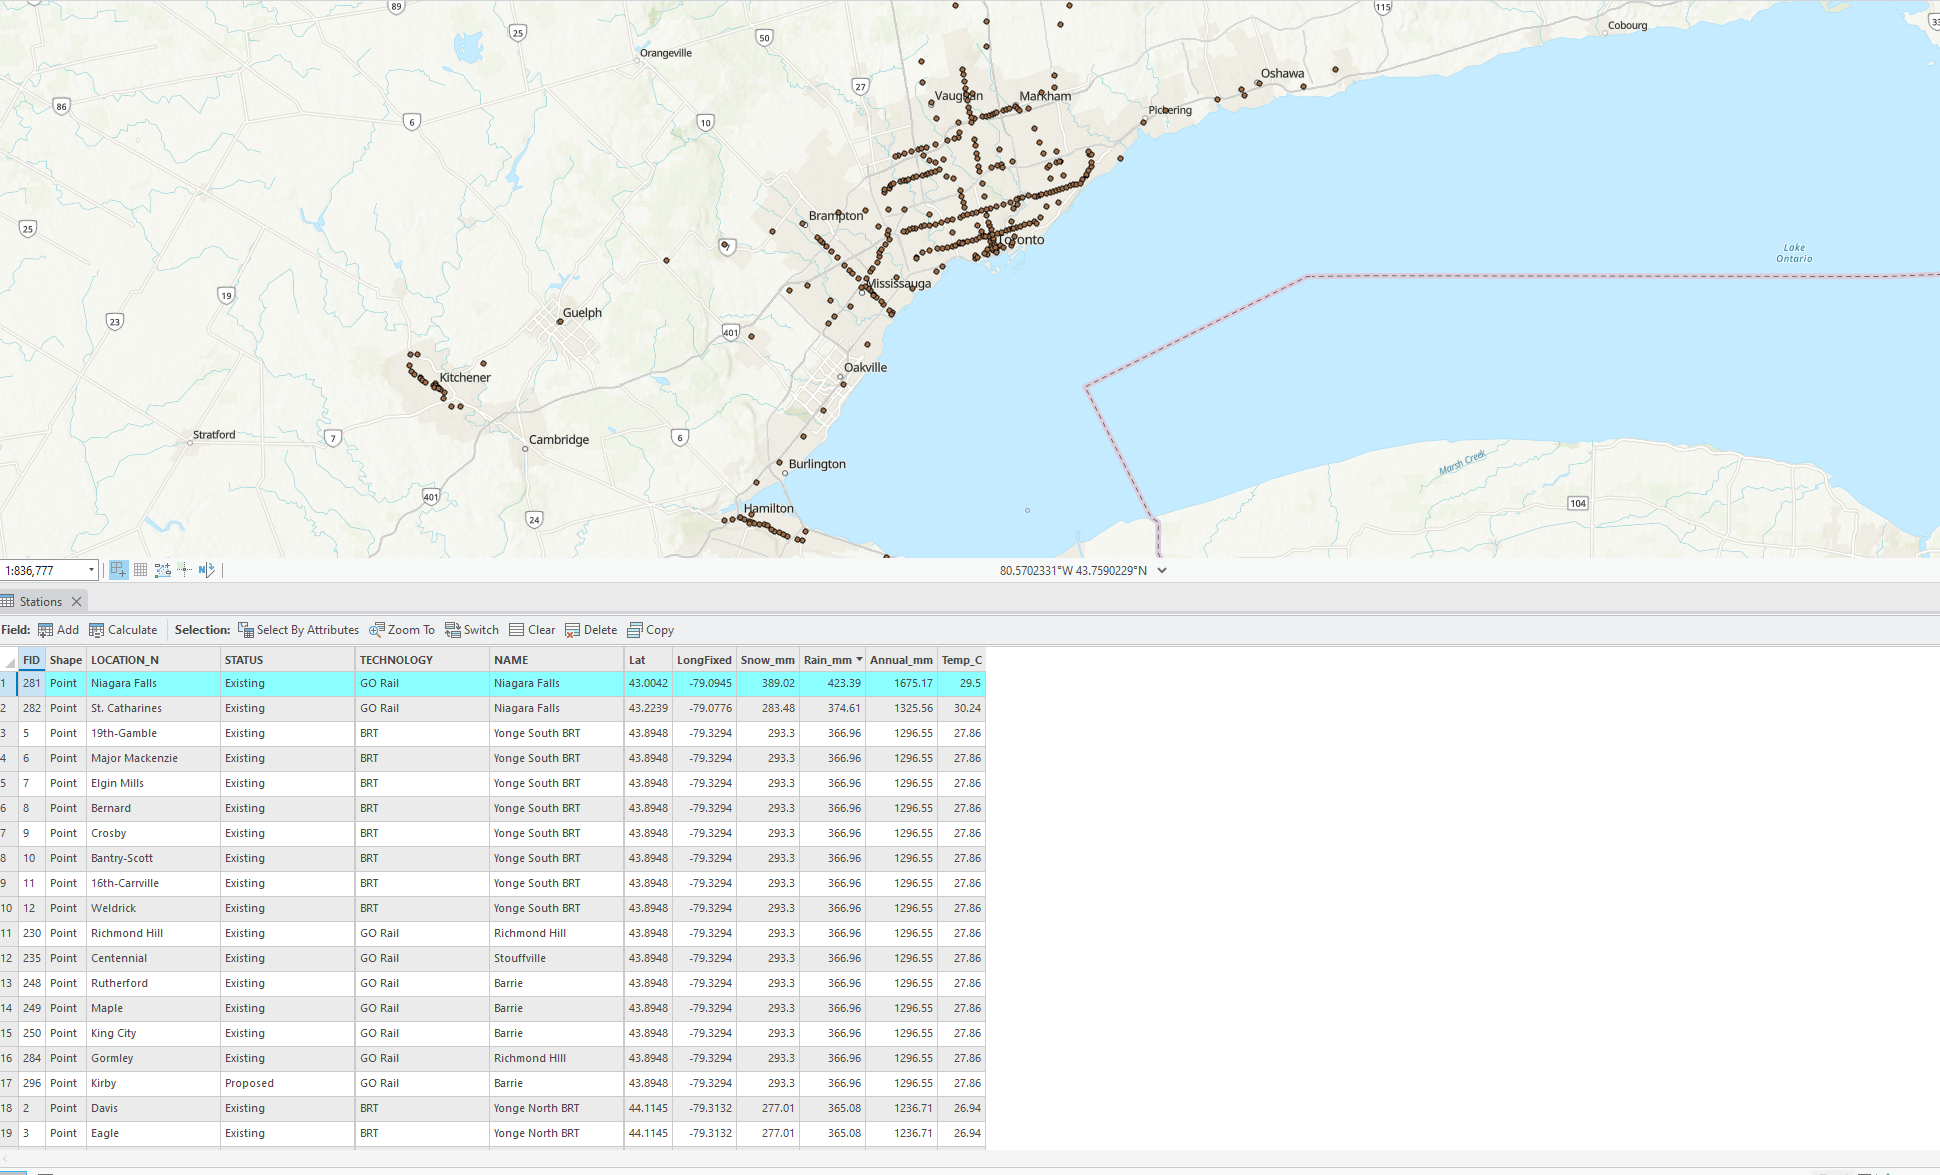 89
25
50
115
33
Cobourg
Orangeville
Oshawa
27
86
Vaughan
Markham
6
10
Pickering
Brampton
25
7
Toronto
Lake
Ontario
19
Mississauga
23
Guelph
401
Oakville
Kitchener
Stratford
7
Cambridge
6
Burlington
Marsh Creek
401
Hamilton
24
104
1:836,777
80.5702331°W 43.7590229°N
Stations
Field: Add Calculate Selection: Select By Attributes Zoom To Switch Clear Delete Copy
FID Shape LOCATION_N STATUS TECHNOLOGY NAME Lat LongFixed Snow_mm Rain_mm Annual_mm Temp_C
1 281 Point Niagara Falls Existing GO Rail Niagara Falls 43.0042 -79.0945 389.02 423.39 1675.17 29.5
2 282 Point St. Catharines Existing GO Rail Niagara Falls 43.2239 -79.0776 283.48 374.61 1325.56 30.24
3 5 Point 19th-Gamble Existing BRT Yonge South BRT 43.8948 -79.3294 293.3 366.96 1296.55 27.86
4 6 Point Major Mackenzie Existing BRT Yonge South BRT 43.8948 -79.3294 293.3 366.96 1296.55 27.86
5 7 Point Elgin Mills Existing BRT Yonge South BRT 43.8948 -79.3294 293.3 366.96 1296.55 27.86
6 8 Point Bernard Existing BRT Yonge South BRT 43.8948 -79.3294 293.3 366.96 1296.55 27.86
7 9 Point Crosby Existing BRT Yonge South BRT 43.8948 -79.3294 293.3 366.96 1296.55 27.86
8 10 Point Bantry-Scott Existing BRT Yonge South BRT 43.8948 -79.3294 293.3 366.96 1296.55 27.86
9 11 Point 16th-Carrville Existing BRT Yonge South BRT 43.8948 -79.3294 293.3 366.96 1296.55 27.86
10 12 Point Weldrick Existing BRT Yonge South BRT 43.8948 -79.3294 293.3 366.96 1296.55 27.86
11 230 Point Richmond Hill Existing GO Rail Richmond Hill 43.8948 -79.3294 293.3 366.96 1296.55 27.86
12 235 Point Centennial Existing GO Rail Stouffville 43.8948 -79.3294 293.3 366.96 1296.55 27.86
13 248 Point Rutherford Existing GO Rail Barrie 43.8948 -79.3294 293.3 366.96 1296.55 27.86
14 249 Point Maple Existing GO Rail Barrie 43.8948 -79.3294 293.3 366.96 1296.55 27.86
15 250 Point King City Existing GO Rail Barrie 43.8948 -79.3294 293.3 366.96 1296.55 27.86
16 284 Point Gormley Existing GO Rail Richmond HIll 43.8948 -79.3294 293.3 366.96 1296.55 27.86
17 296 Point Kirby Proposed GO Rail Barrie 43.8948 -79.3294 293.3 366.96 1296.55 27.86
18 2 Point Davis Existing BRT Yonge North BRT 44.1145 -79.3132 277.01 365.08 1236.71 26.94
19 3 Point Eagle Existing BRT Yonge North BRT 44.1145 -79.3132 277.01 365.08 1236.71 26.94